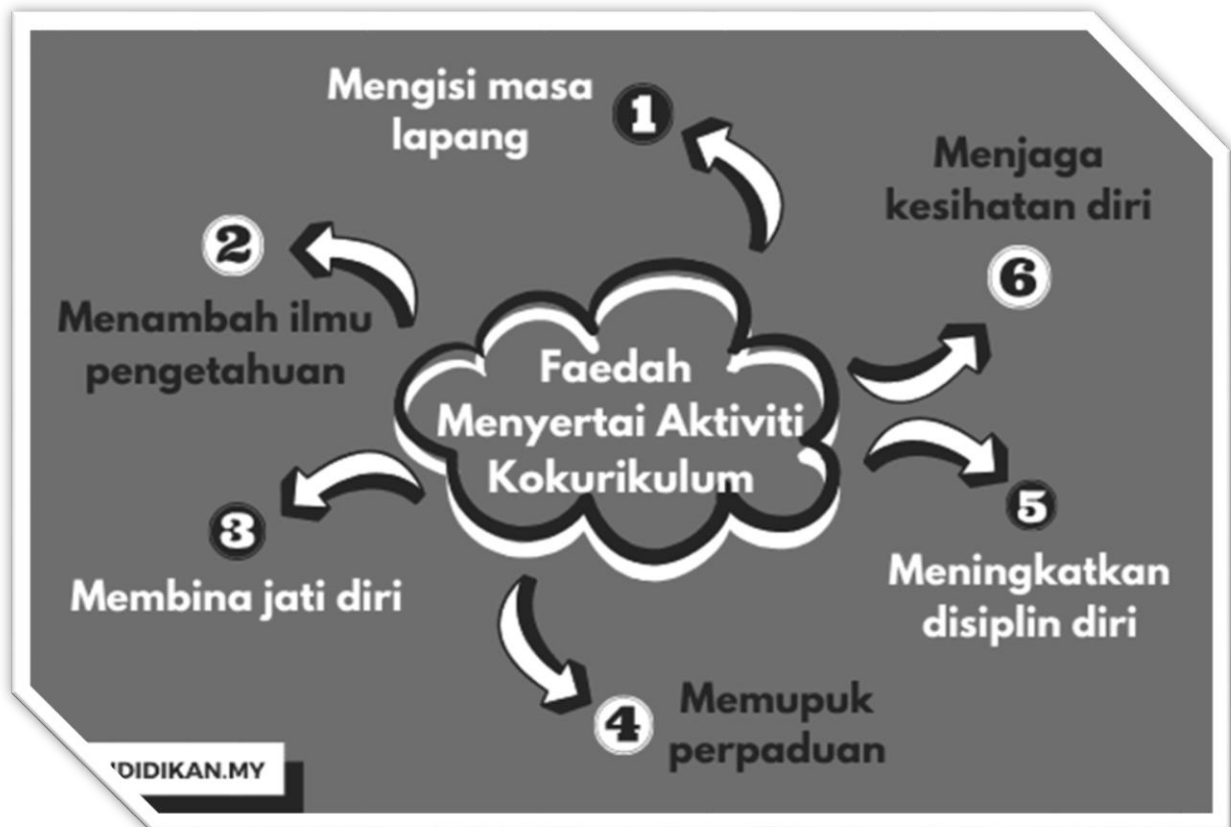 Mengisi masa
lapang
1
2
Menambah ilmu
pengetahuan
3
Membina jati diri
4
Memupuk
perpaduan
5
Meningkatkan
disiplin diri
6
Menjaga
kesihatan diri
Faedah
Menyertai Aktiviti
Kokurikulum
DIDIKAN.MY